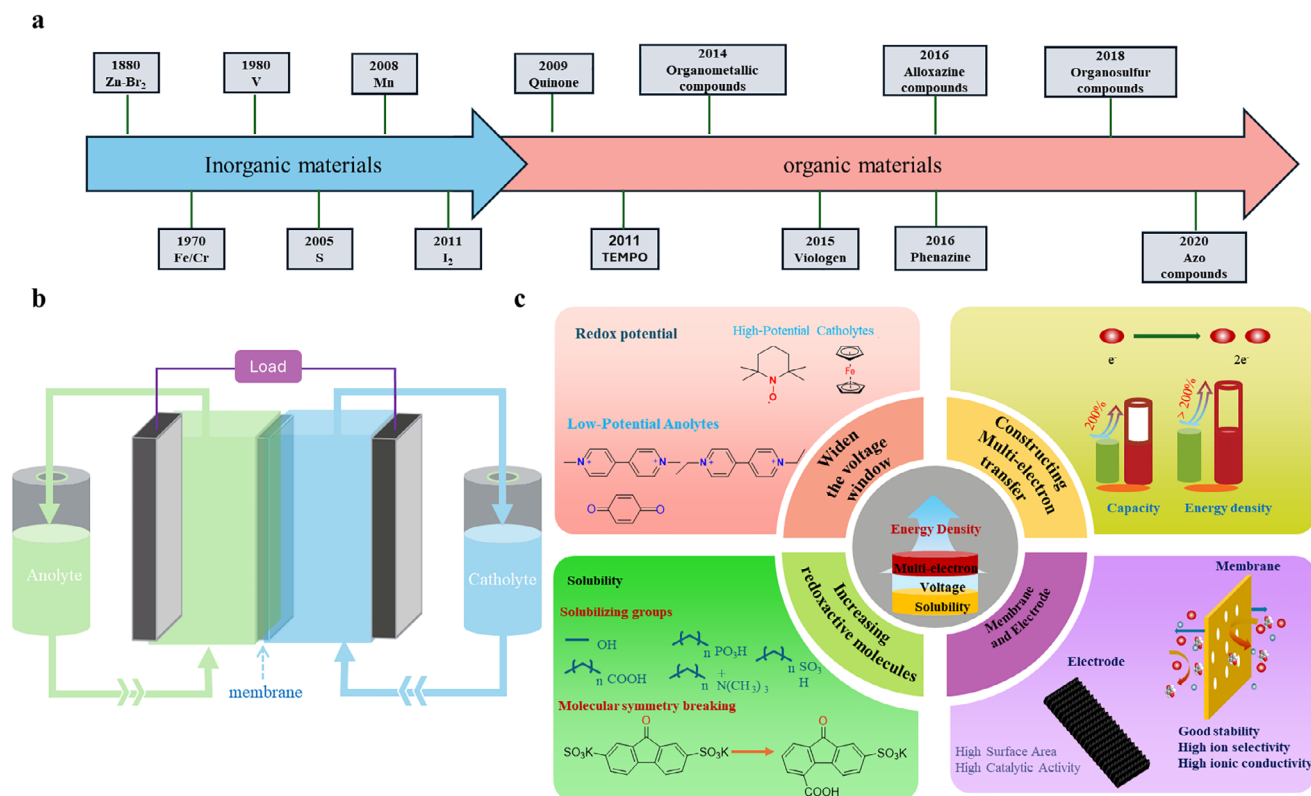 a
1880
Zn-Br₂
1980
V
2008
Mn
2009
Quinone
2014
Organometallic
compounds
2016
Alloxazine
compounds
2018
Organosulfur
compounds
Inorganic materials
organic materials
1970
Fe/Cr
2005
S
2011
I₂
2011
TEMPO
2015
Viologen
2016
Phenazine
2020
Azo
compounds
b
Load
Anolyte
Catholyte
membrane
c
Redox potential
High-Potential Catholytes
N
O
Fe
Low-Potential Anolytes
N
+
N
+
N
+
N
+
O
O
Widen
the voltage
window
e⁻
2e⁻
200%
> 200%
Capacity
Energy density
Constructing
Multi-electron
transfer
Energy Density
Multi-electron
Voltage
Solubility
Solubility
Solubilizing groups
OH
n PO₃H
n SO₃
H
n COOH
n N(CH₃)₃
+
Molecular symmetry breaking
O
SO₃K
SO₃K
O
SO₃K
COOH
Increasing
redoxactive molecules
Membrane
and Electrode
Membrane
Electrode
Good stability
High ion selectivity
High ionic conductivity
High Surface Area
High Catalytic Activity